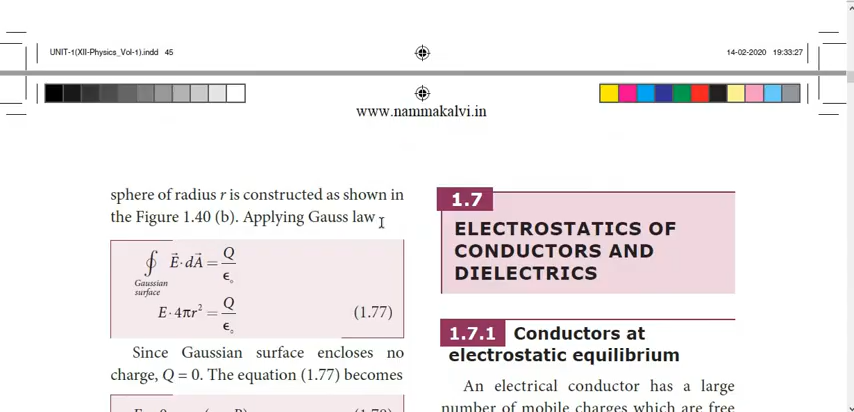 UNIT-1(XII-Physics_Vol-1).indd 45
14-02-2020 19:33:27
www.nammakalvi.in
sphere of radius r is constructed as shown in
the Figure 1.40 (b). Applying Gauss law
∮ E⃗·dA⃗ = Q/ϵ₀
Gaussian
surface
E·4πr² = Q/ϵ₀ (1.77)
Since Gaussian surface encloses no
charge, Q = 0. The equation (1.77) becomes
1.7
ELECTROSTATICS OF
CONDUCTORS AND
DIELECTRICS
1.7.1 Conductors at
electrostatic equilibrium
An electrical conductor has a large
number of mobile charges which are free